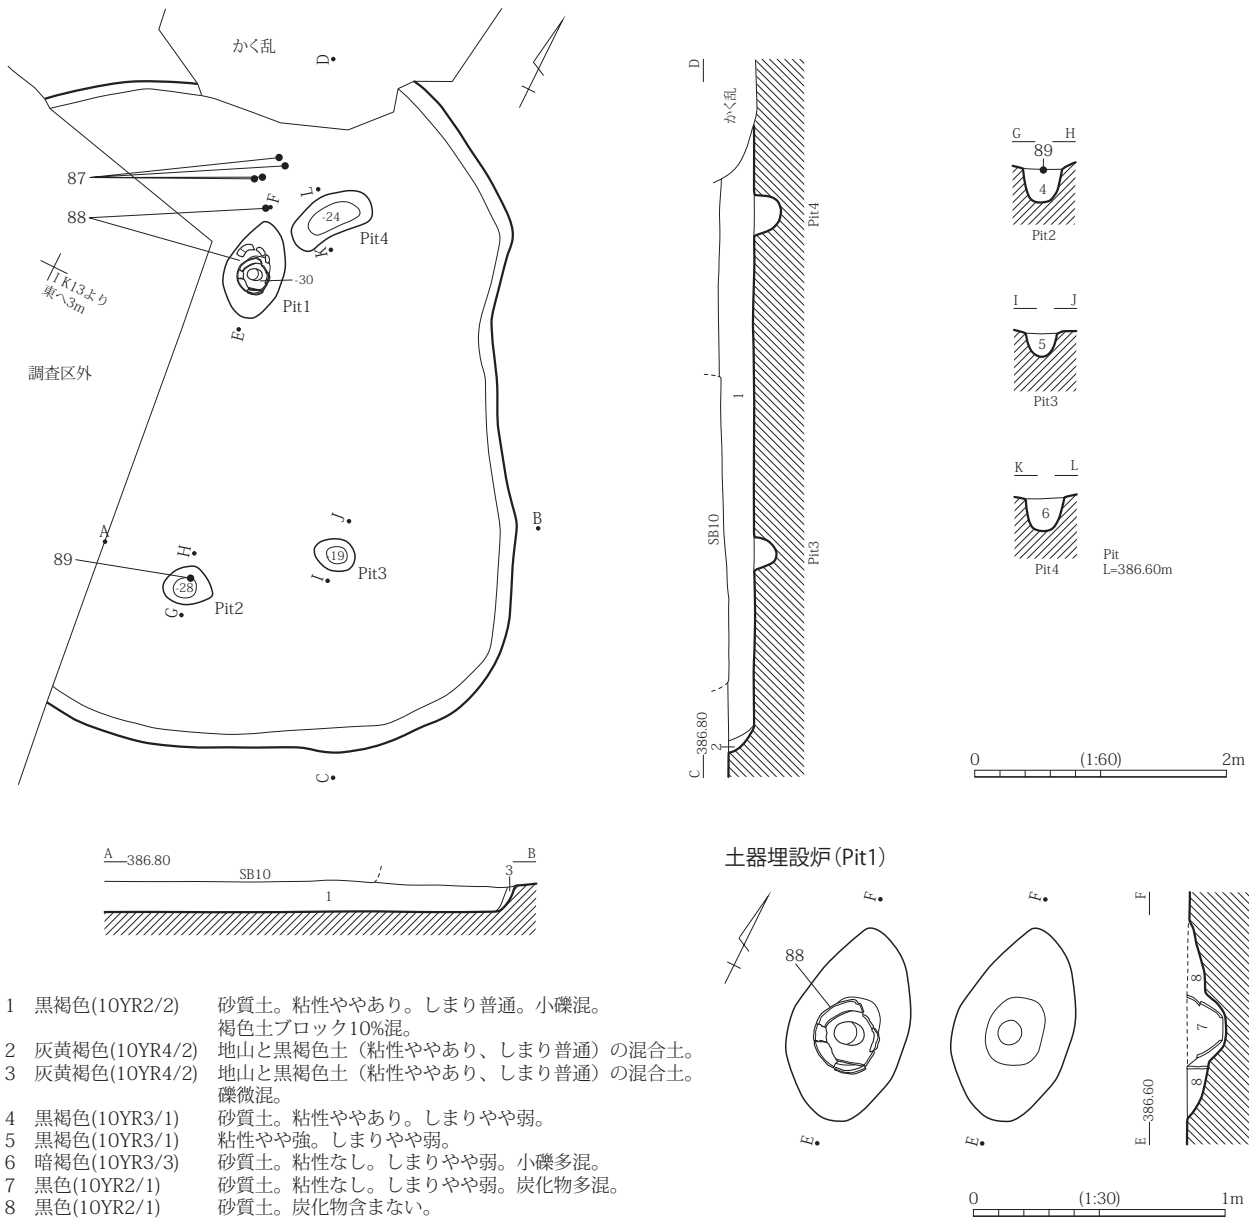 かく乱
D
87
88
F
L
-24
Pit4
K
-30
Pit1
E
I K13より
東へ3m
調査区外
A
B
J
H
89
19
I
Pit3
-28
Pit2
G
C
D
かく乱
Pit4
1
SB10
Pit3
386.80
2
C
G H
89
4
Pit2
I J
5
Pit3
K L
6
Pit4
Pit
L=386.60m
0 (1:60) 2m
A 386.80 B
SB10
3
1
土器埋設炉(Pit1)
F
F
F
88
8
7
8
386.60
E
E
E
0 (1:30) 1m
1 黒褐色(10YR2/2) 砂質土。粘性ややあり。しまり普通。小礫混。
褐色土ブロック10%混。
2 灰黄褐色(10YR4/2) 地山と黒褐色土（粘性ややあり、しまり普通）の混合土。
3 灰黄褐色(10YR4/2) 地山と黒褐色土（粘性ややあり、しまり普通）の混合土。
礫微混。
4 黒褐色(10YR3/1) 砂質土。粘性ややあり。しまりやや弱。
5 黒褐色(10YR3/1) 粘性やや強。しまりやや弱。
6 暗褐色(10YR3/3) 砂質土。粘性なし。しまりやや弱。小礫多混。
7 黒色(10YR2/1) 砂質土。粘性なし。しまりやや弱。炭化物多混。
8 黒色(10YR2/1) 砂質土。炭化物含まない。